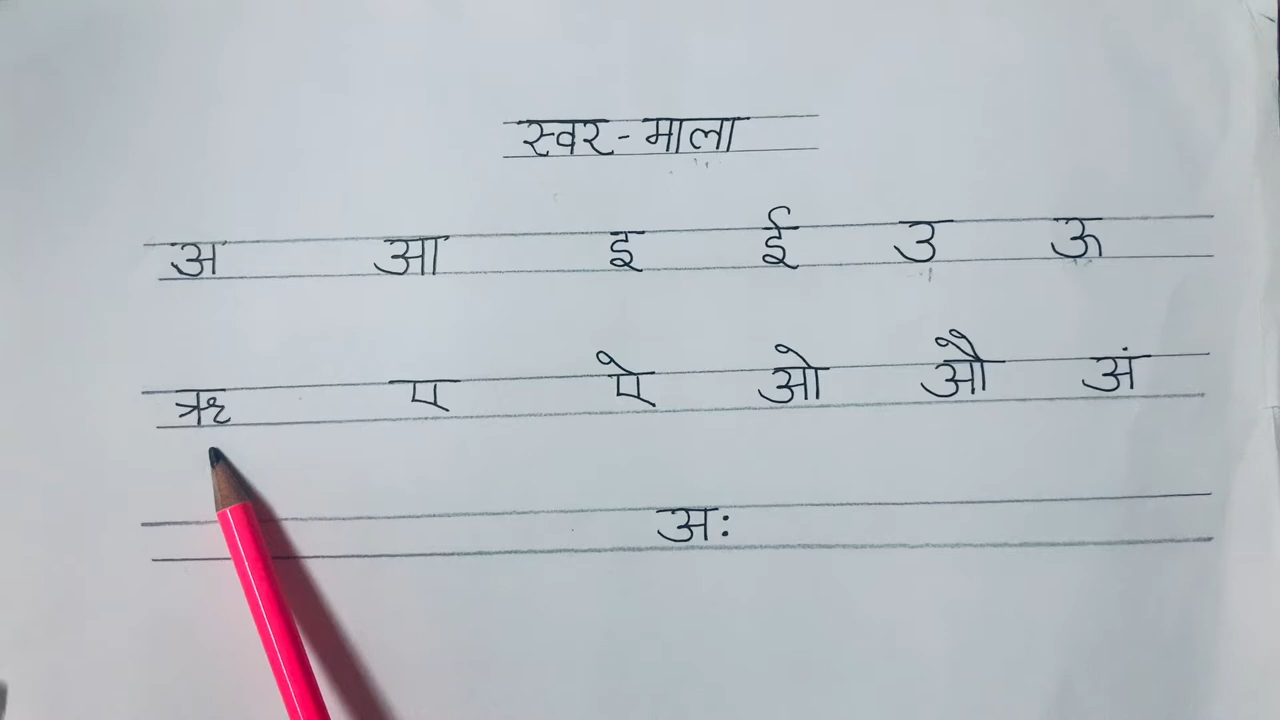 स्वर-माला
अ आ इ ई उ ऊ
ऋ ए ऐ ओ औ अं
अः